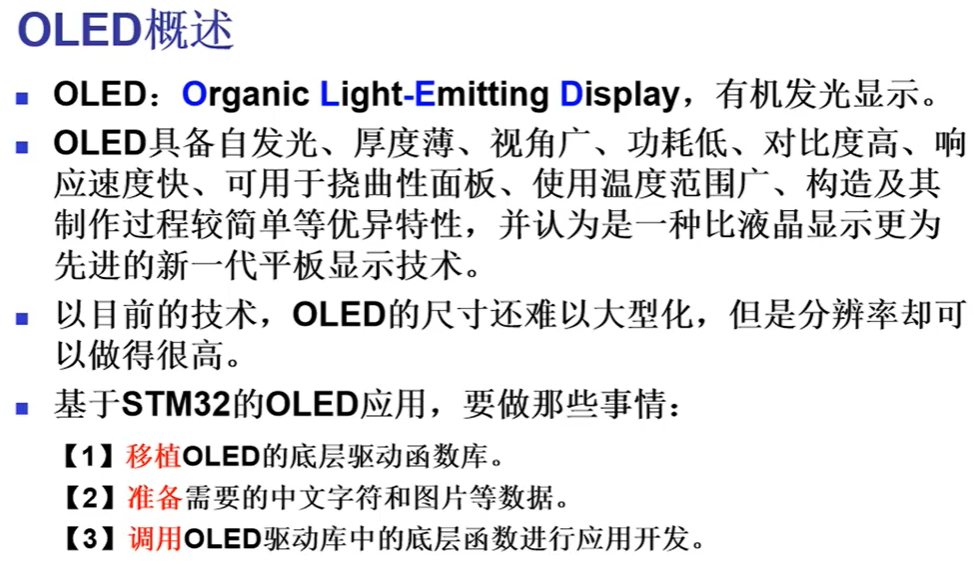 OLED概述
OLED：Organic Light-Emitting Display，有机发光显示。
OLED具备自发光、厚度薄、视角广、功耗低、对比度高、响
应速度快、可用于挠曲性面板、使用温度范围广、构造及其
制作过程较简单等优异特性，并认为是一种比液晶显示更为
先进的新一代平板显示技术。
以目前的技术，OLED的尺寸还难以大型化，但是分辨率却可
以做得很高。
基于STM32的OLED应用，要做那些事情：
【1】移植OLED的底层驱动函数库。
【2】准备需要的中文字符和图片等数据。
【3】调用OLED驱动库中的底层函数进行应用开发。